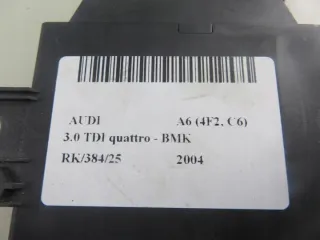 AUDI A6 (4F2, C6)
3.0 TDI quattro - BMK
RK/384/25 2004